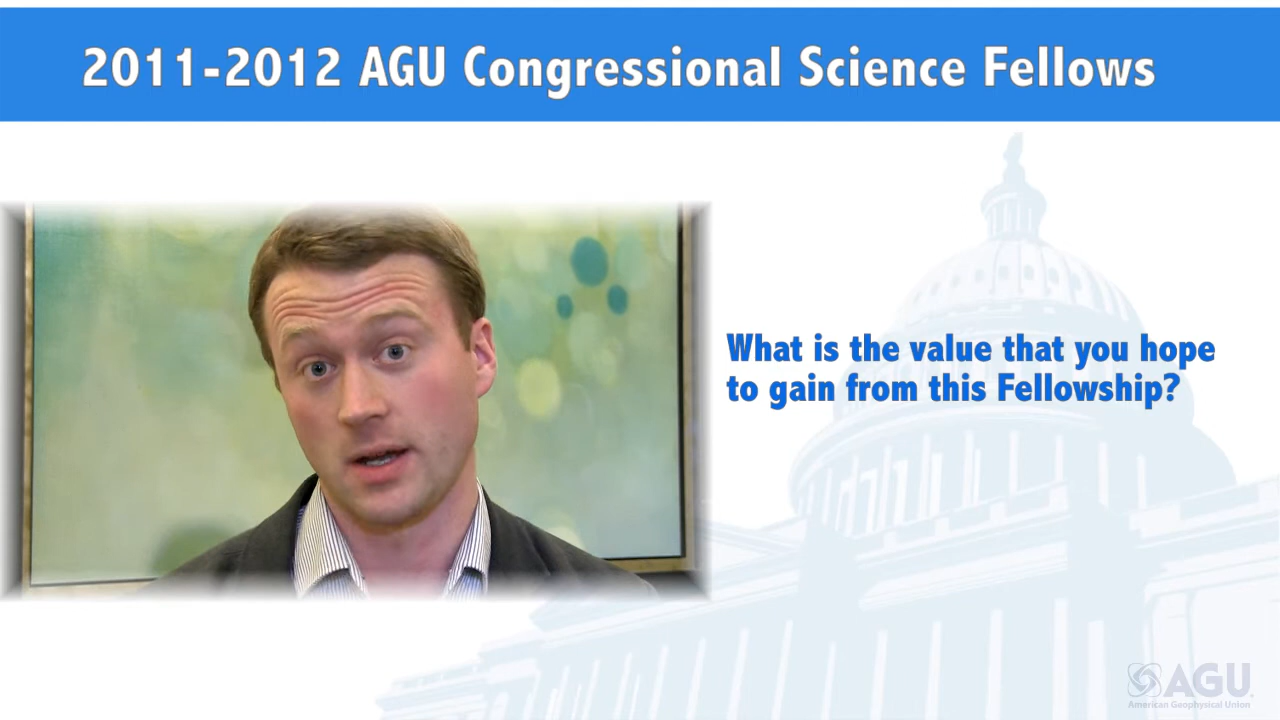 2011-2012 AGU Congressional Science Fellows
What is the value that you hope
to gain from this Fellowship?
AGU
American Geophysical Union